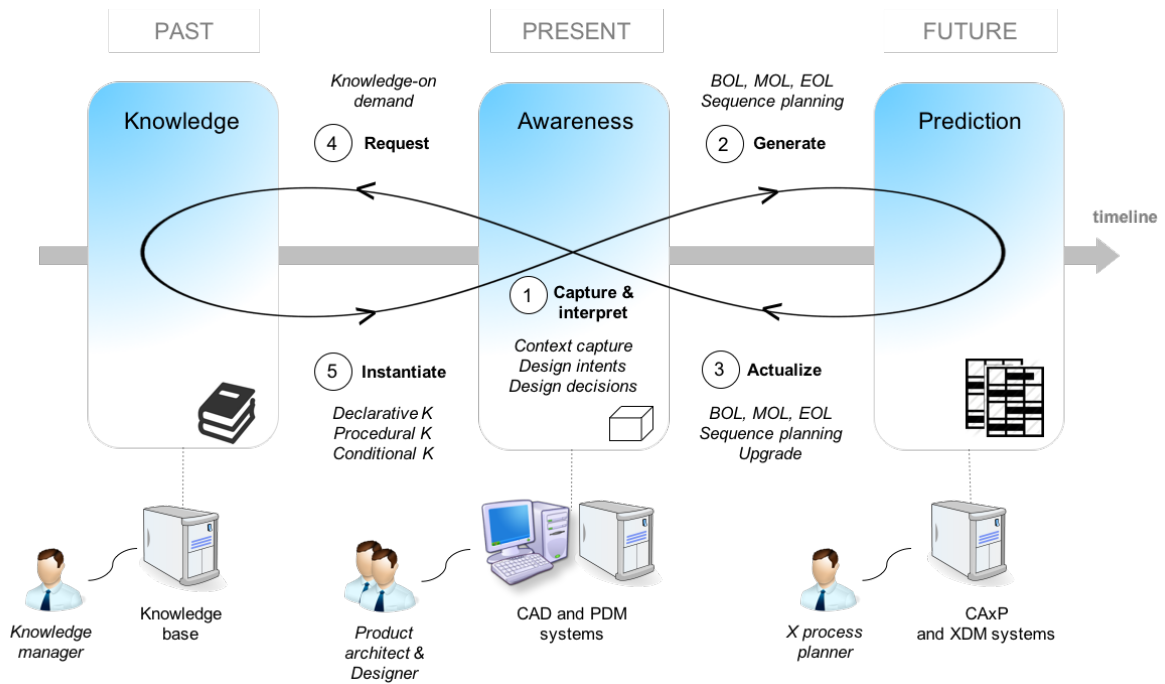 PAST
PRESENT
FUTURE
Knowledge
Knowledge-on
demand
4 Request
Awareness
BOL, MOL, EOL
Sequence planning
2 Generate
Prediction
timeline
1 Capture &
interpret
Context capture
Design intents
Design decisions
5 Instantiate
Declarative K
Procedural K
Conditional K
3 Actualize
BOL, MOL, EOL
Sequence planning
Upgrade
Knowledge
manager
Knowledge
base
Product
architect &
Designer
CAD and PDM
systems
X process
planner
CAxP
and XDM systems